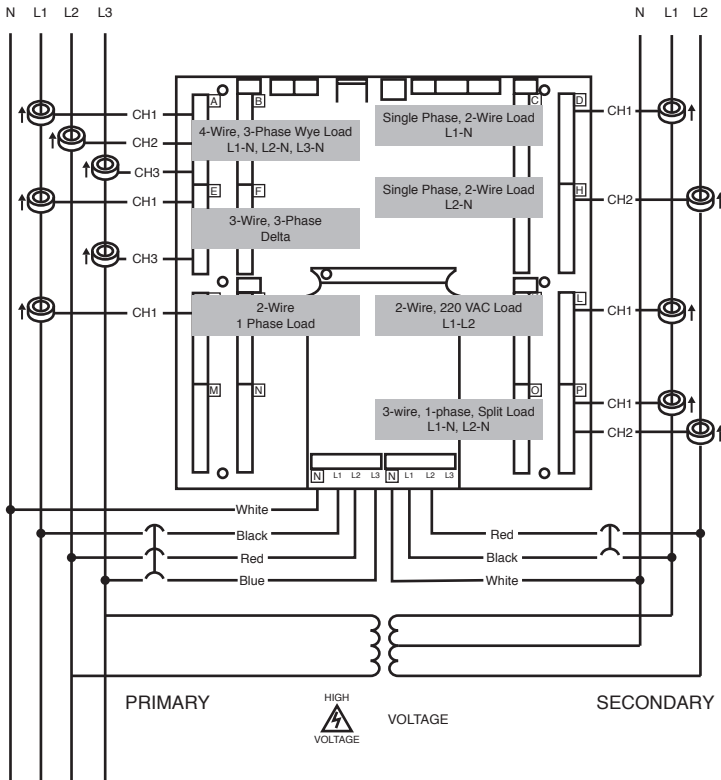 N L1 L2 L3
N L1 L2
A B C D
CH1
4-Wire, 3-Phase Wye Load
L1-N, L2-N, L3-N
CH2
CH3
Single Phase, 2-Wire Load
L1-N
CH1
E F H
CH1
3-Wire, 3-Phase
Delta
CH3
Single Phase, 2-Wire Load
L2-N
CH2
L
CH1
2-Wire
1 Phase Load
2-Wire, 220 VAC Load
L1-L2
CH1
M N O P
3-wire, 1-phase, Split Load
L1-N, L2-N
CH1
CH2
N L1 L2 L3 N L1 L2 L3
White
Black
Red
Blue
Red
Black
White
PRIMARY
HIGH
VOLTAGE
VOLTAGE
SECONDARY